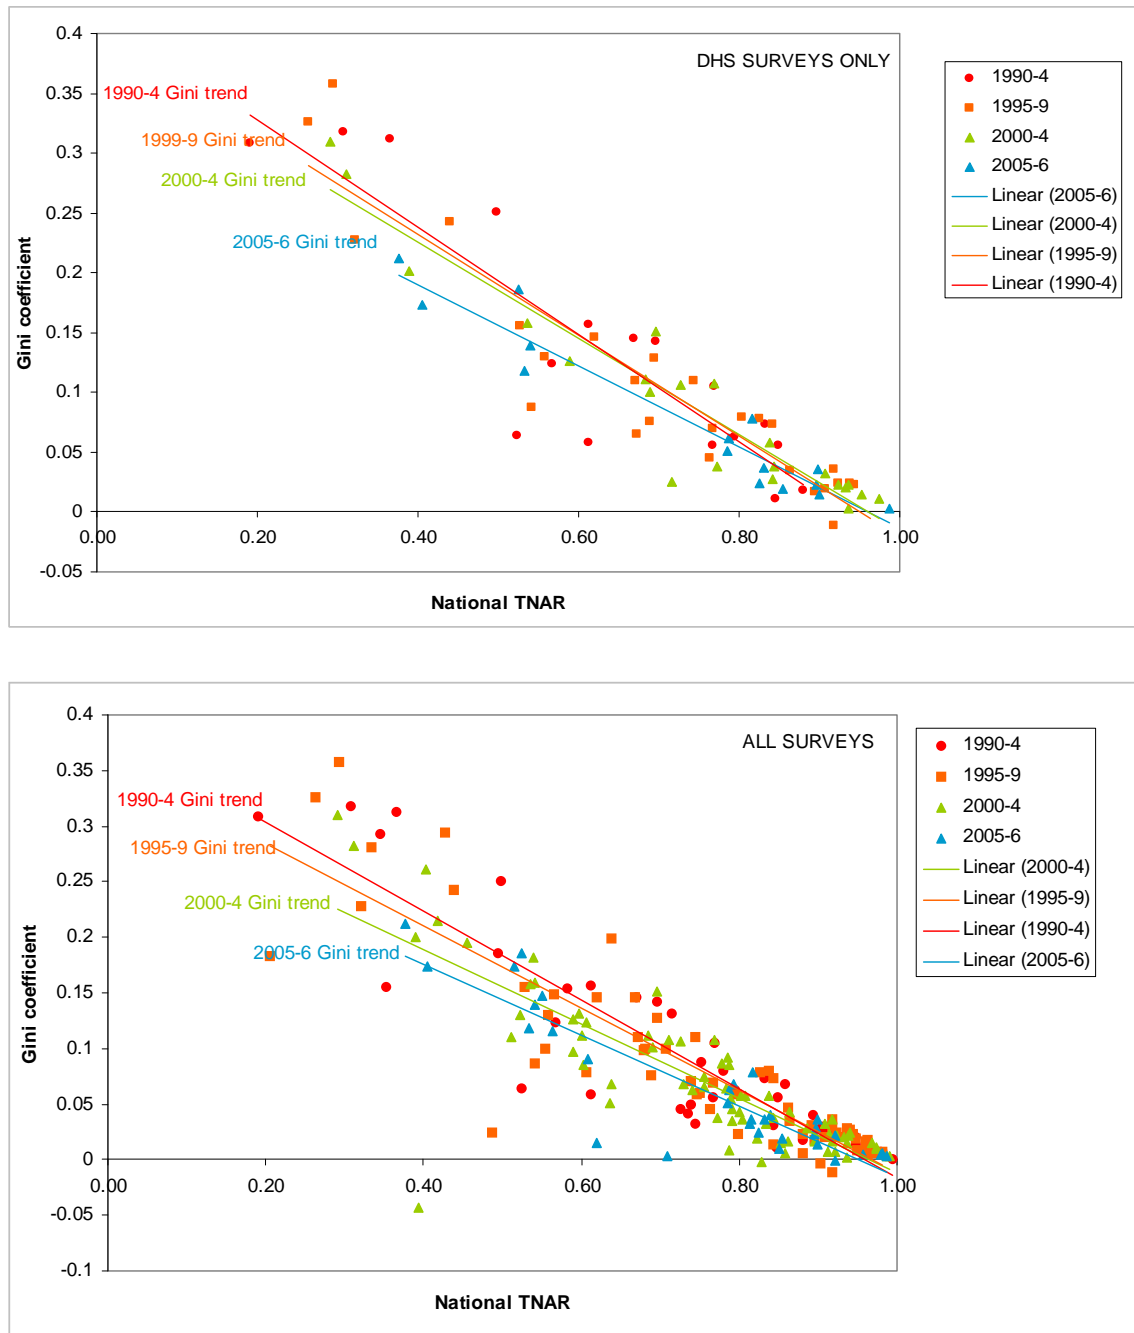 0.4
0.35
0.3
0.25
0.2
0.15
0.1
0.05
0
-0.05
Gini coefficient
DHS SURVEYS ONLY
1990-4 Gini trend
1999-9 Gini trend
2000-4 Gini trend
2005-6 Gini trend
0.00 0.20 0.40 0.60 0.80 1.00
National TNAR
1990-4
1995-9
2000-4
2005-6
Linear (2005-6)
Linear (2000-4)
Linear (1995-9)
Linear (1990-4)
0.4
0.35
0.3
0.25
0.2
0.15
0.1
0.05
0
-0.05
-0.1
Gini coefficient
ALL SURVEYS
1990-4 Gini trend
1995-9 Gini trend
2000-4 Gini trend
2005-6 Gini trend
0.00 0.20 0.40 0.60 0.80 1.00
National TNAR
1990-4
1995-9
2000-4
2005-6
Linear (2000-4)
Linear (1995-9)
Linear (1990-4)
Linear (2005-6)